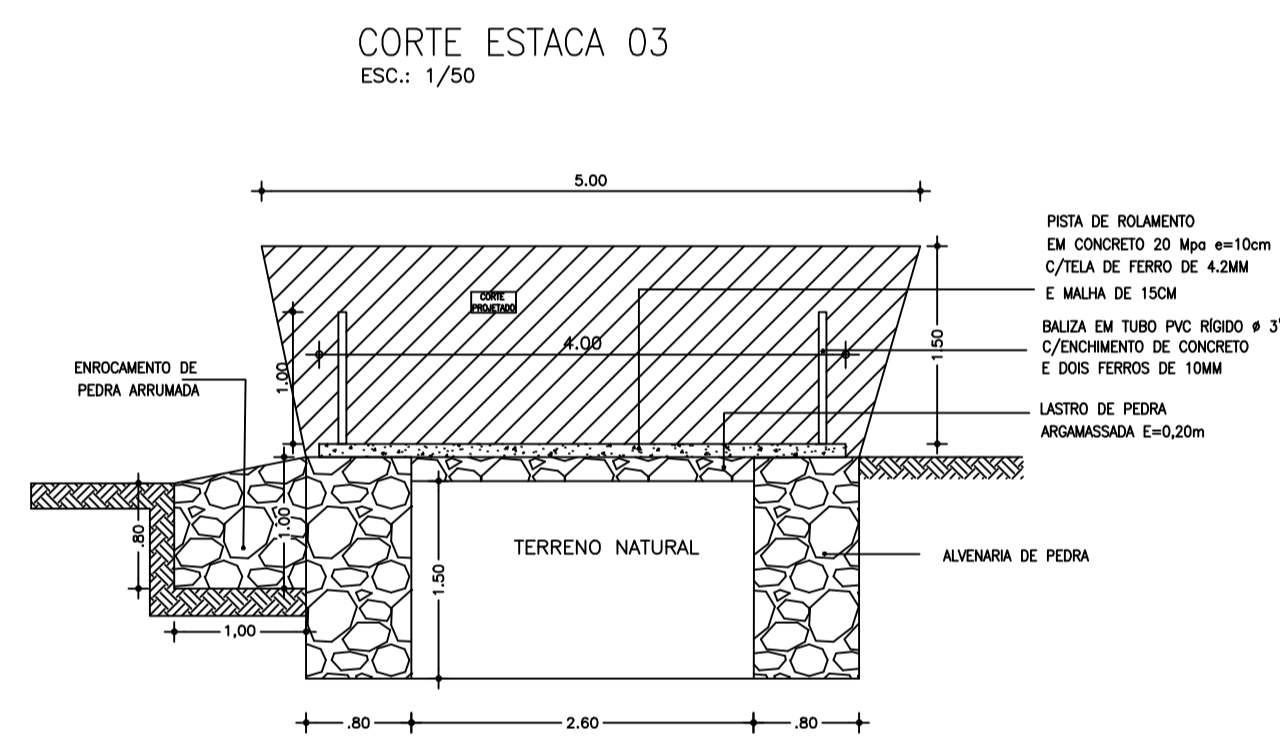 CORTE ESTACA 03
ESC.: 1/50
5.00
PISTA DE ROLAMENTO
EM CONCRETO 20 Mpa e=10cm
C/TELA DE FERRO DE 4.2MM
E MALHA DE 15CM
CORTE
PROJETADO
BALIZA EM TUBO PVC RÍGIDO ø 3"
C/ENCHIMENTO DE CONCRETO
E DOIS FERROS DE 10MM
4.00
1.50
1.00
ENROCAMENTO DE
PEDRA ARRUMADA
LASTRO DE PEDRA
ARGAMASSADA E=0,20m
.80
1.00
TERRENO NATURAL
ALVENARIA DE PEDRA
1.50
1,00
.80
2.60
.80